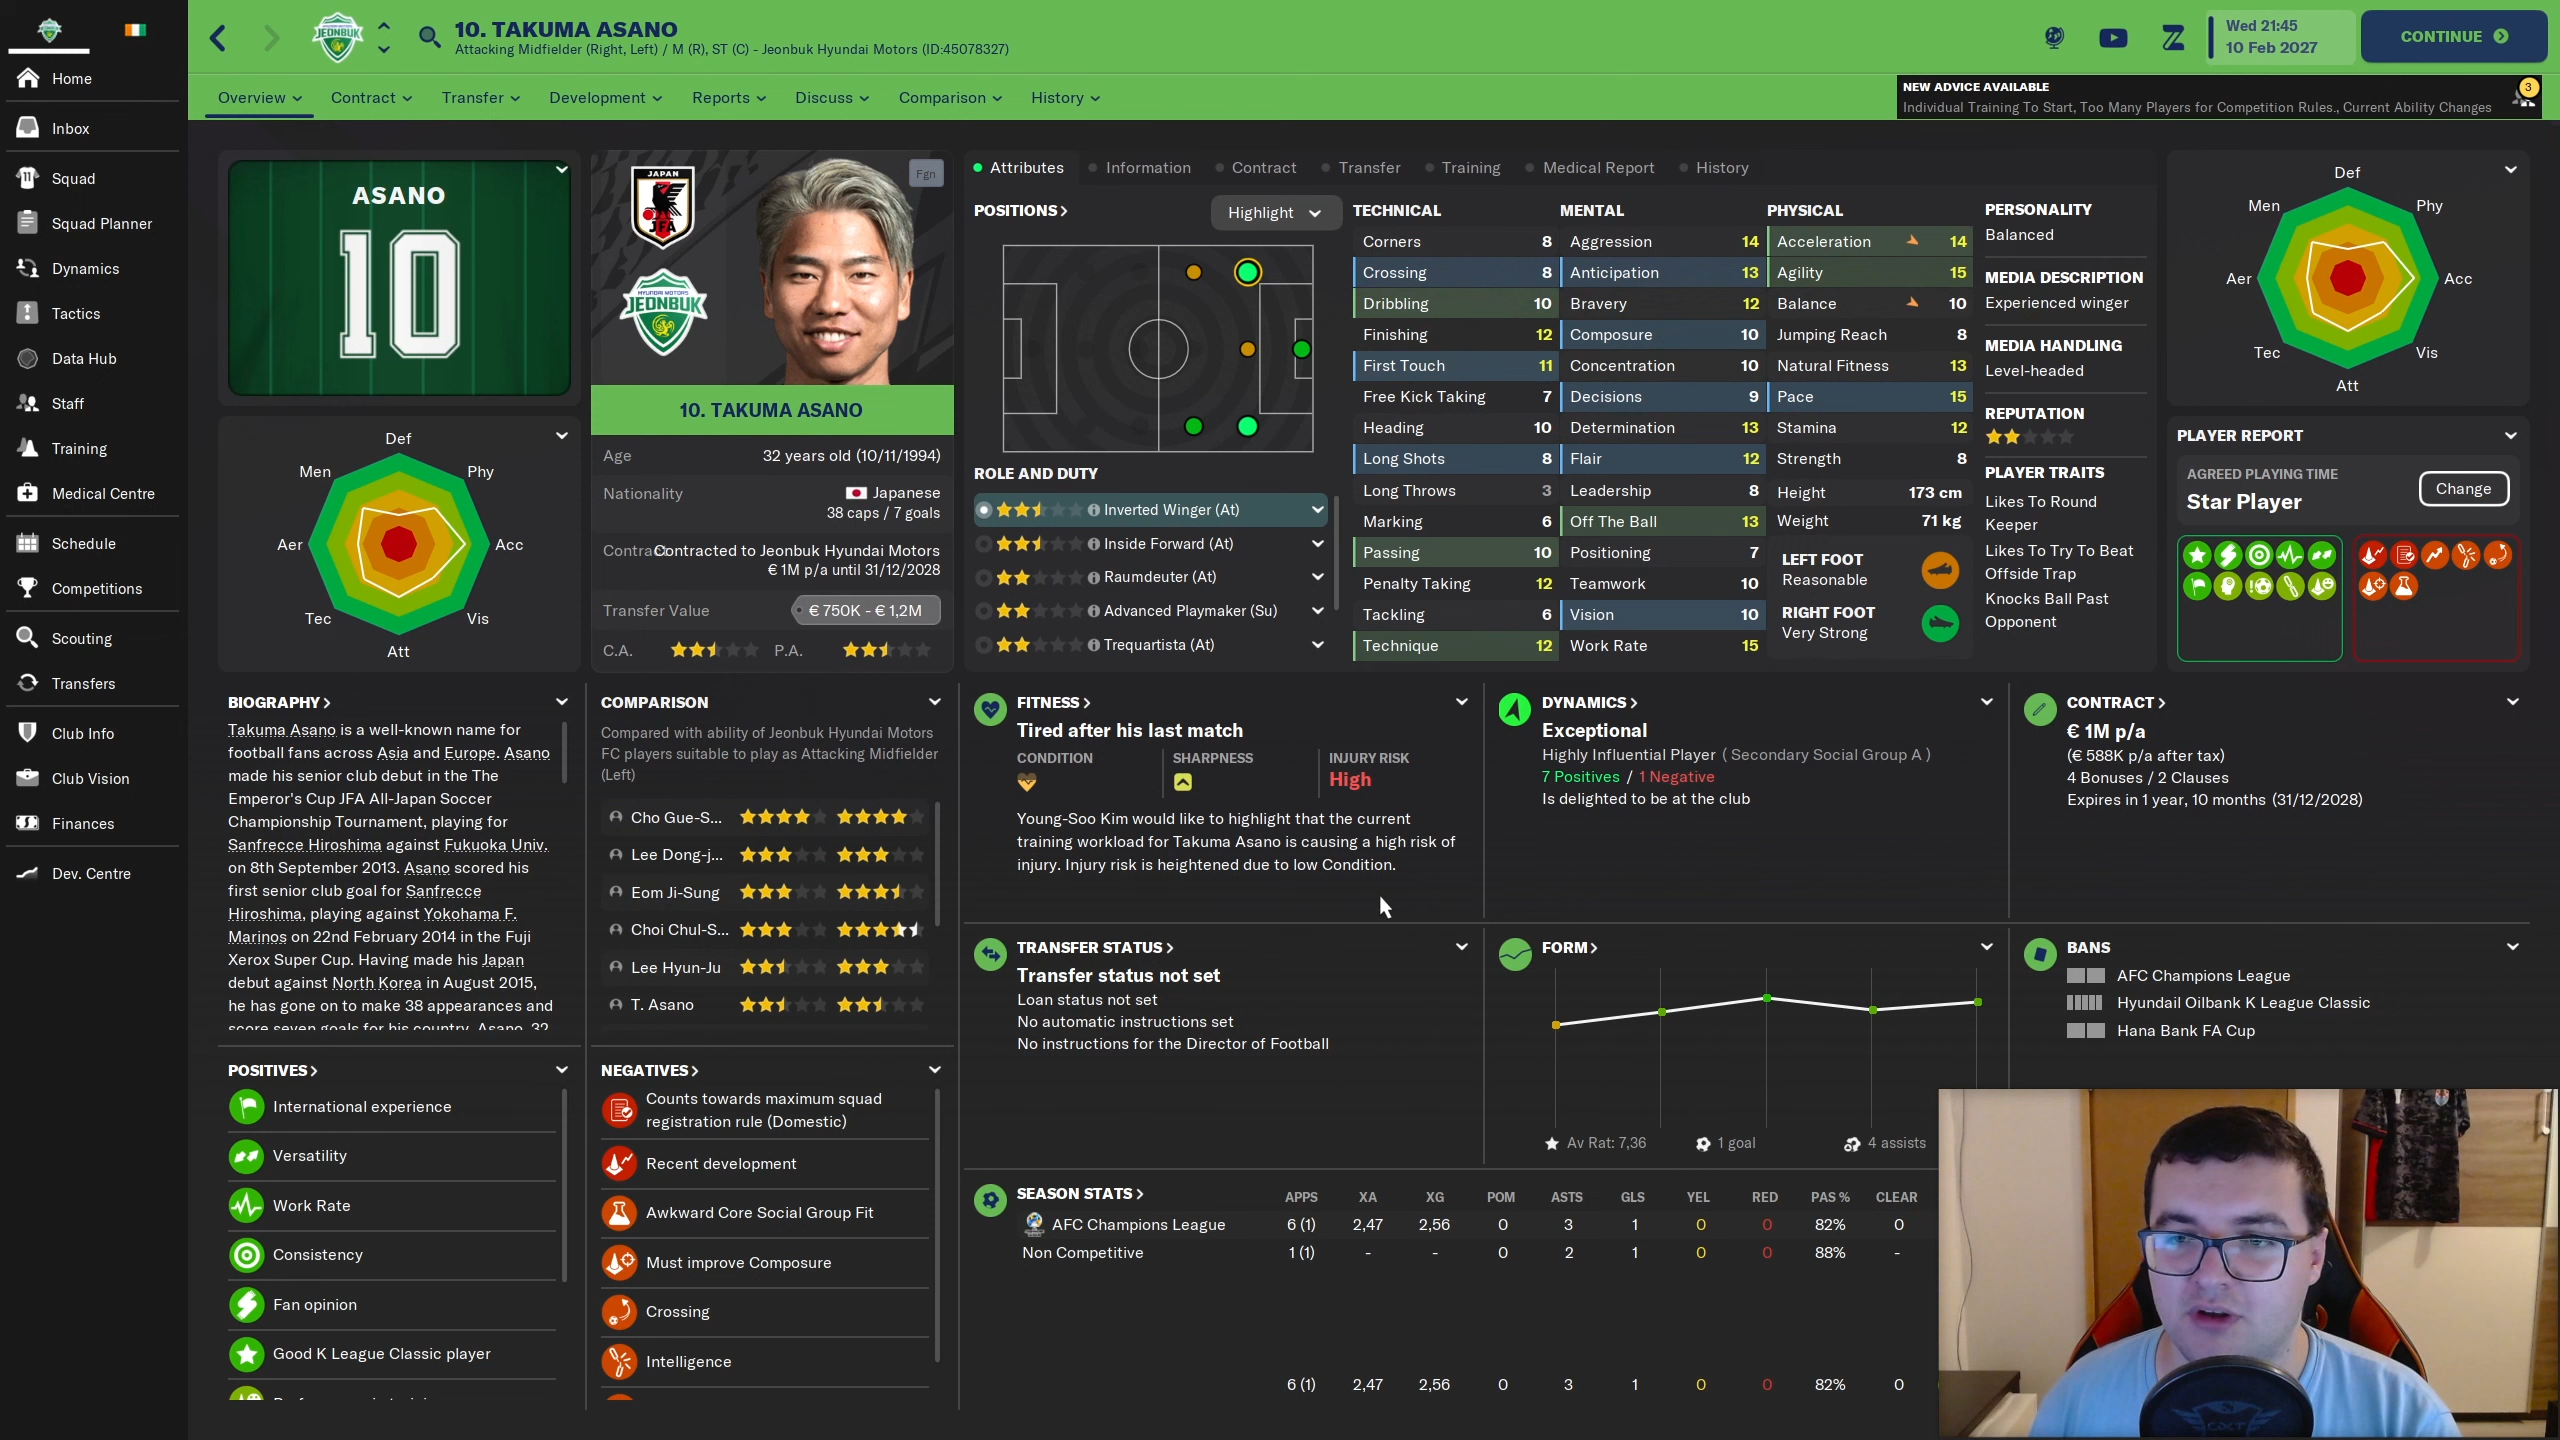 10. TAKUMA ASANO
Attacking Midfielder (Right, Left) / M (R), ST (C) - Jeonbuk Hyundai Motors (ID:45078327)
Wed 21:45
10 Feb 2027
CONTINUE
Overview
Contract
Transfer
Development
Reports
Discuss
Comparison
History
NEW ADVICE AVAILABLE
Individual Training To Start, Too Many Players for Competition Rules., Current Ability Changes
3
Home
Inbox
Squad
Squad Planner
Dynamics
Tactics
Data Hub
Staff
Training
Medical Centre
Schedule
Competitions
Scouting
Transfers
Club Info
Club Vision
Finances
Dev. Centre
ASANO
10
Def
Men
Phy
Aer
Acc
Tec
Vis
Att
JAPAN
JFA
HYUNDAI MOTORS
JEONBUK
Fgn
10. TAKUMA ASANO
Age
32 years old (10/11/1994)
Nationality
Japanese
38 caps / 7 goals
Contracted to Jeonbuk Hyundai Motors
€ 1M p/a until 31/12/2028
Transfer Value
€ 750K - € 1,2M
C.A.
P.A.
Attributes
Information
Contract
Transfer
Training
Medical Report
History
POSITIONS
Highlight
ROLE AND DUTY
Inverted Winger (At)
Inside Forward (At)
Raumdeuter (At)
Advanced Playmaker (Su)
Trequartista (At)
TECHNICAL
Corners 8
Crossing 8
Dribbling 10
Finishing 12
First Touch 11
Free Kick Taking 7
Heading 10
Long Shots 8
Long Throws 3
Marking 6
Passing 10
Penalty Taking 12
Tackling 6
Technique 12
MENTAL
Aggression 14
Anticipation 13
Bravery 12
Composure 10
Concentration 10
Decisions 9
Determination 13
Flair 12
Leadership 8
Off The Ball 13
Positioning 7
Teamwork 10
Vision 10
Work Rate 15
PHYSICAL
Acceleration 14
Agility 15
Balance 10
Jumping Reach 8
Natural Fitness 13
Pace 15
Stamina 12
Strength 8
Height 173 cm
Weight 71 kg
LEFT FOOT
Reasonable
RIGHT FOOT
Very Strong
PERSONALITY
Balanced
MEDIA DESCRIPTION
Experienced winger
MEDIA HANDLING
Level-headed
REPUTATION
PLAYER TRAITS
Likes To Round
Keeper
Likes To Try To Beat
Offside Trap
Knocks Ball Past
Opponent
Def
Men
Phy
Aer
Acc
Tec
Vis
Att
PLAYER REPORT
AGREED PLAYING TIME
Star Player
Change
BIOGRAPHY
Takuma Asano is a well-known name for
football fans across Asia and Europe. Asano
made his senior club debut in the The
Emperor's Cup JFA All-Japan Soccer
Championship Tournament, playing for
Sanfrecce Hiroshima against Fukuoka Univ.
on 8th September 2013. Asano scored his
first senior club goal for Sanfrecce
Hiroshima, playing against Yokohama F.
Marinos on 22nd February 2014 in the Fuji
Xerox Super Cup. Having made his Japan
debut against North Korea in August 2015,
he has gone on to make 38 appearances and
score seven goals for his country. Asano, 32
COMPARISON
Compared with ability of Jeonbuk Hyundai Motors
FC players suitable to play as Attacking Midfielder
(Left)
Cho Gue-S...
Lee Dong-j...
Eom Ji-Sung
Choi Chul-S...
Lee Hyun-Ju
T. Asano
FITNESS
Tired after his last match
CONDITION
SHARPNESS
INJURY RISK
High
Young-Soo Kim would like to highlight that the current
training workload for Takuma Asano is causing a high risk of
injury. Injury risk is heightened due to low Condition.
DYNAMICS
Exceptional
Highly Influential Player ( Secondary Social Group A )
7 Positives / 1 Negative
Is delighted to be at the club
CONTRACT
€ 1M p/a
(€ 588K p/a after tax)
4 Bonuses / 2 Clauses
Expires in 1 year, 10 months (31/12/2028)
TRANSFER STATUS
Transfer status not set
Loan status not set
No automatic instructions set
No instructions for the Director of Football
FORM
Av Rat: 7,36
1 goal
4 assists
BANS
AFC Champions League
Hyundail Oilbank K League Classic
Hana Bank FA Cup
POSITIVES
International experience
Versatility
Work Rate
Consistency
Fan opinion
Good K League Classic player
NEGATIVES
Counts towards maximum squad
registration rule (Domestic)
Recent development
Awkward Core Social Group Fit
Must improve Composure
Crossing
Intelligence
SEASON STATS
APPS XA XG POM ASTS GLS YEL RED PAS % CLEAR
AFC Champions League 6 (1) 2,47 2,56 0 3 1 0 0 82% 0
Non Competitive 1 (1) - - 0 2 1 0 0 88% -
6 (1) 2,47 2,56 0 3 1 0 0 82% 0